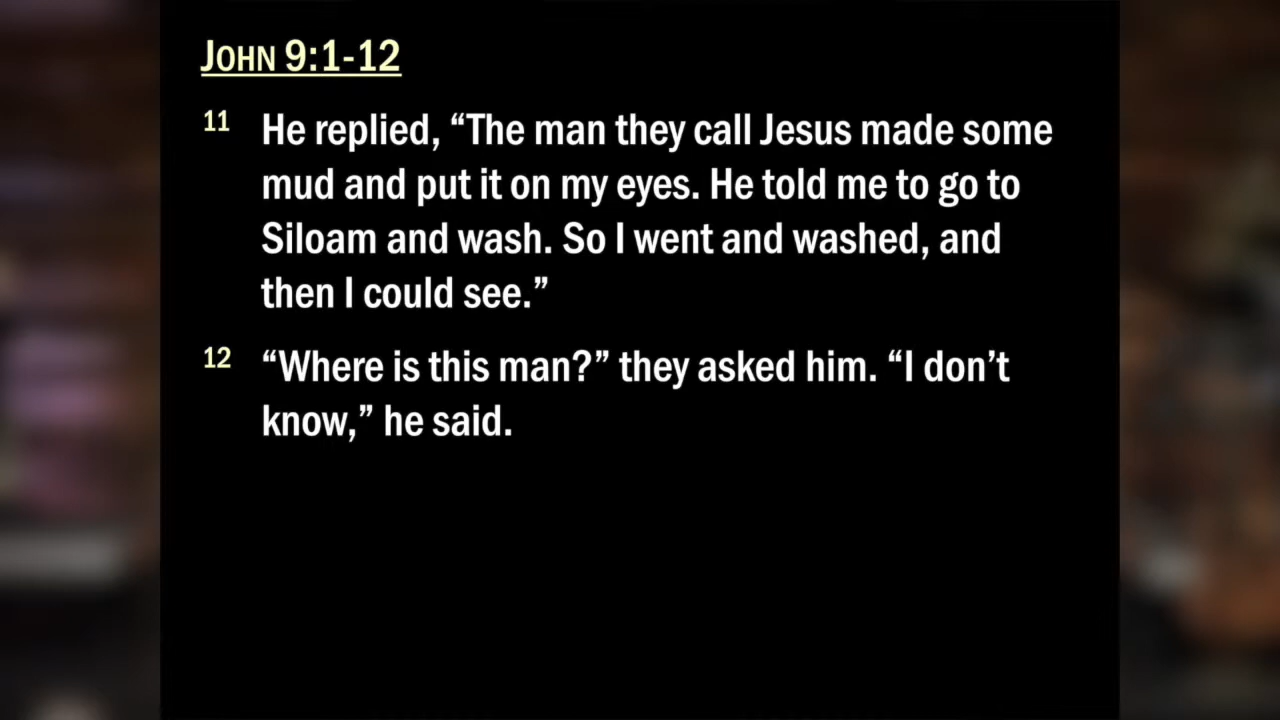 JOHN 9:1-12
11 He replied, “The man they call Jesus made some
mud and put it on my eyes. He told me to go to
Siloam and wash. So I went and washed, and
then I could see.”
12 “Where is this man?” they asked him. “I don’t
know,” he said.